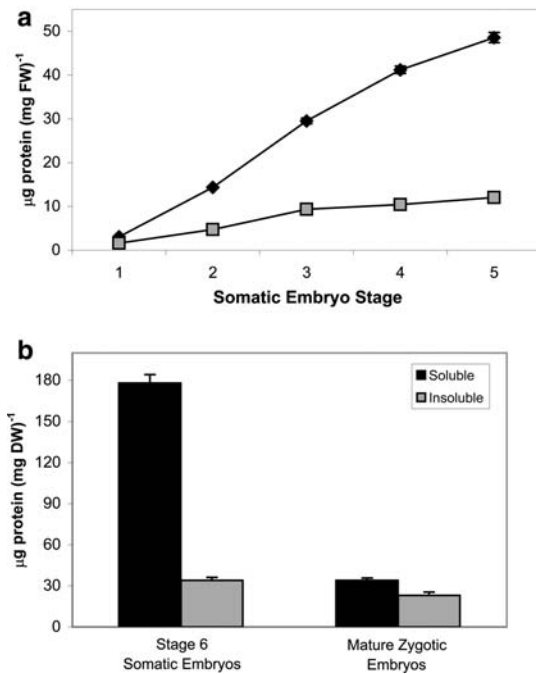 a
µg protein (mg FW)-1
50
40
30
20
10
0
1 2 3 4 5
Somatic Embryo Stage
b
µg protein (mg DW)-1
180
150
120
90
60
30
0
Soluble
Insoluble
Stage 6
Somatic Embryos
Mature Zygotic
Embryos